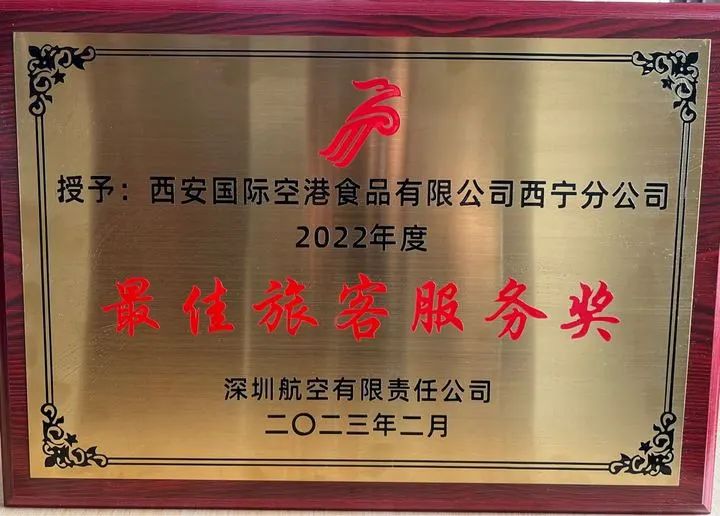 授予：西安国际空港食品有限公司西宁分公司
2022年度
最佳旅客服务奖
深圳航空有限责任公司
二〇二三年二月